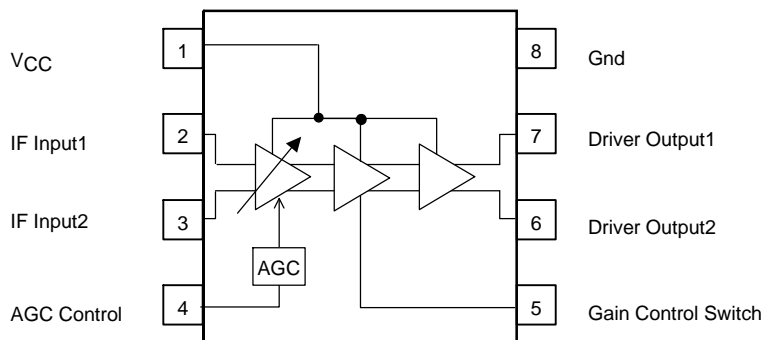 VCC 1 8 Gnd
IF Input1 2 7 Driver Output1
IF Input2 3 6 Driver Output2
AGC
AGC Control 4 5 Gain Control Switch